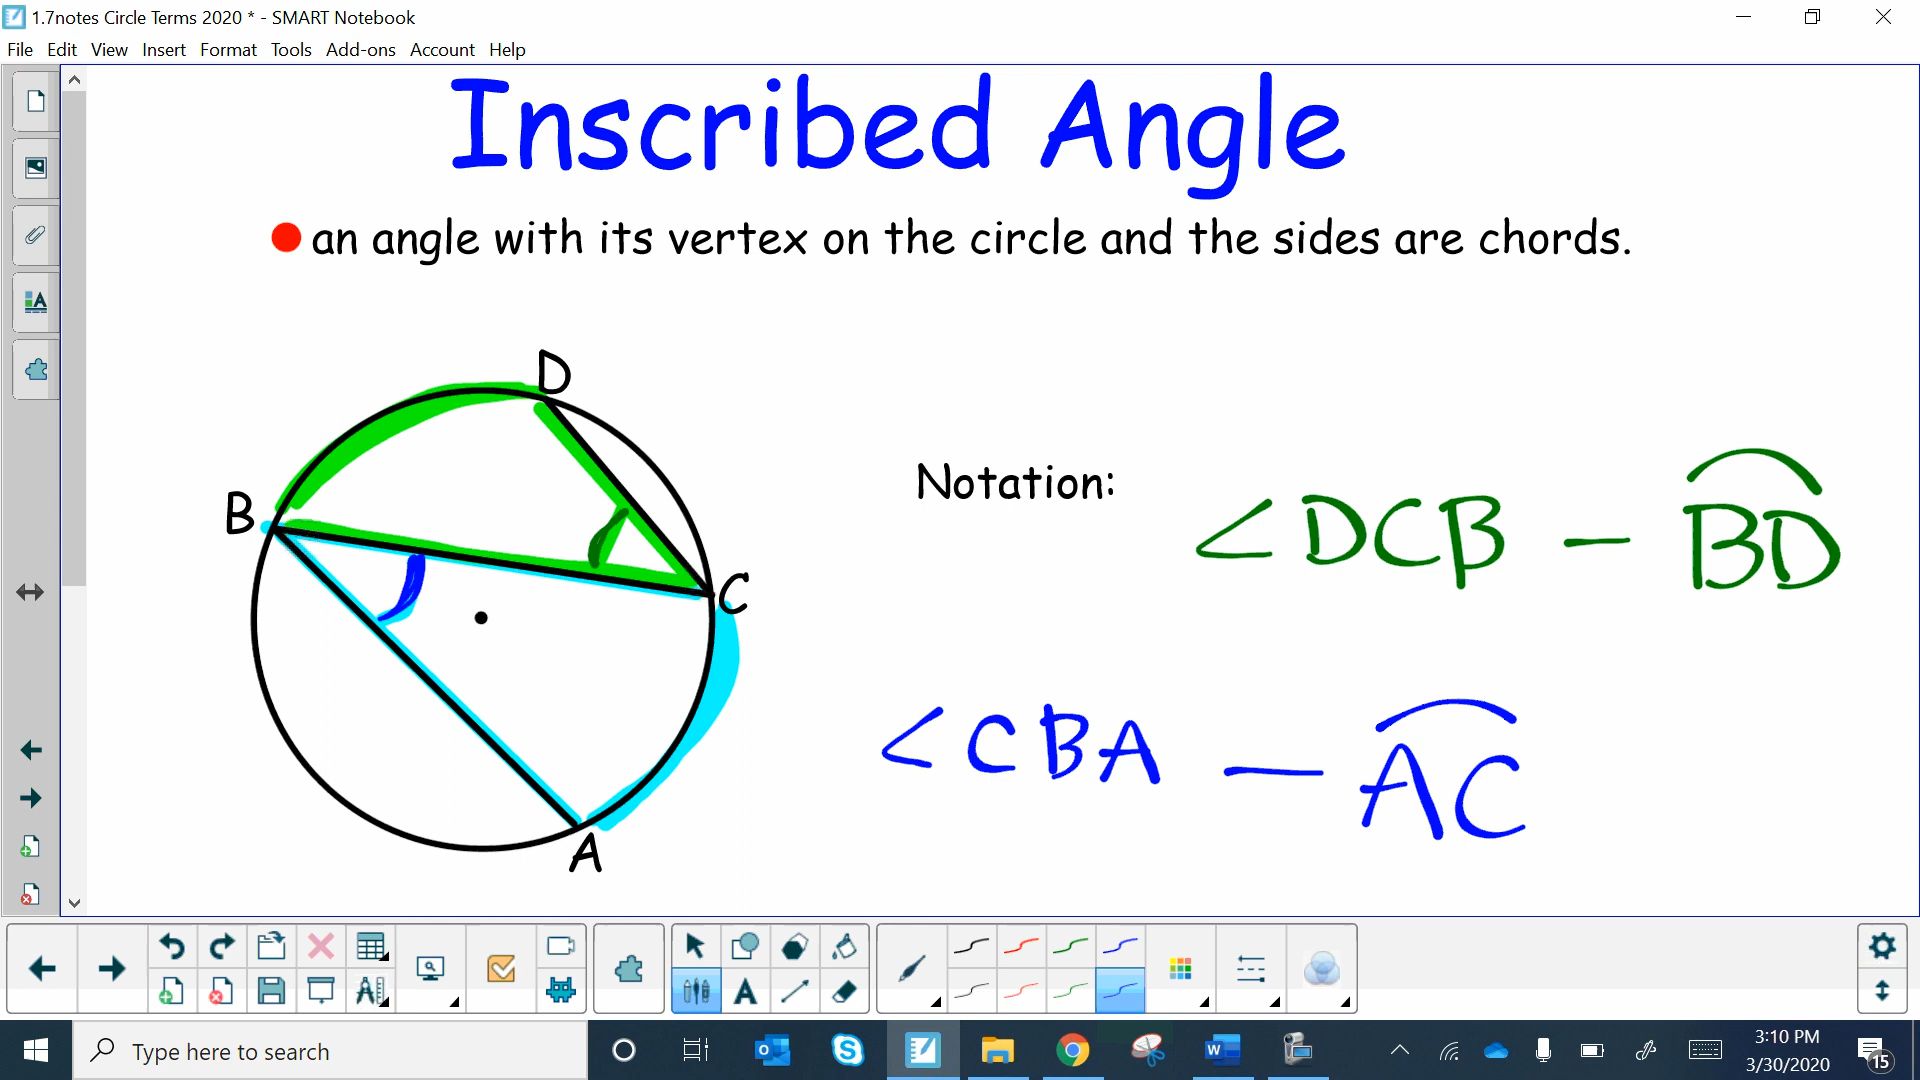 1.7notes Circle Terms 2020 * - SMART Notebook
File Edit View Insert Format Tools Add-ons Account Help
Inscribed Angle
an angle with its vertex on the circle and the sides are chords.
D
B
C
A
Notation:
<DCB – BD
<CBA – AC
Type here to search
3:10 PM
3/30/2020
15